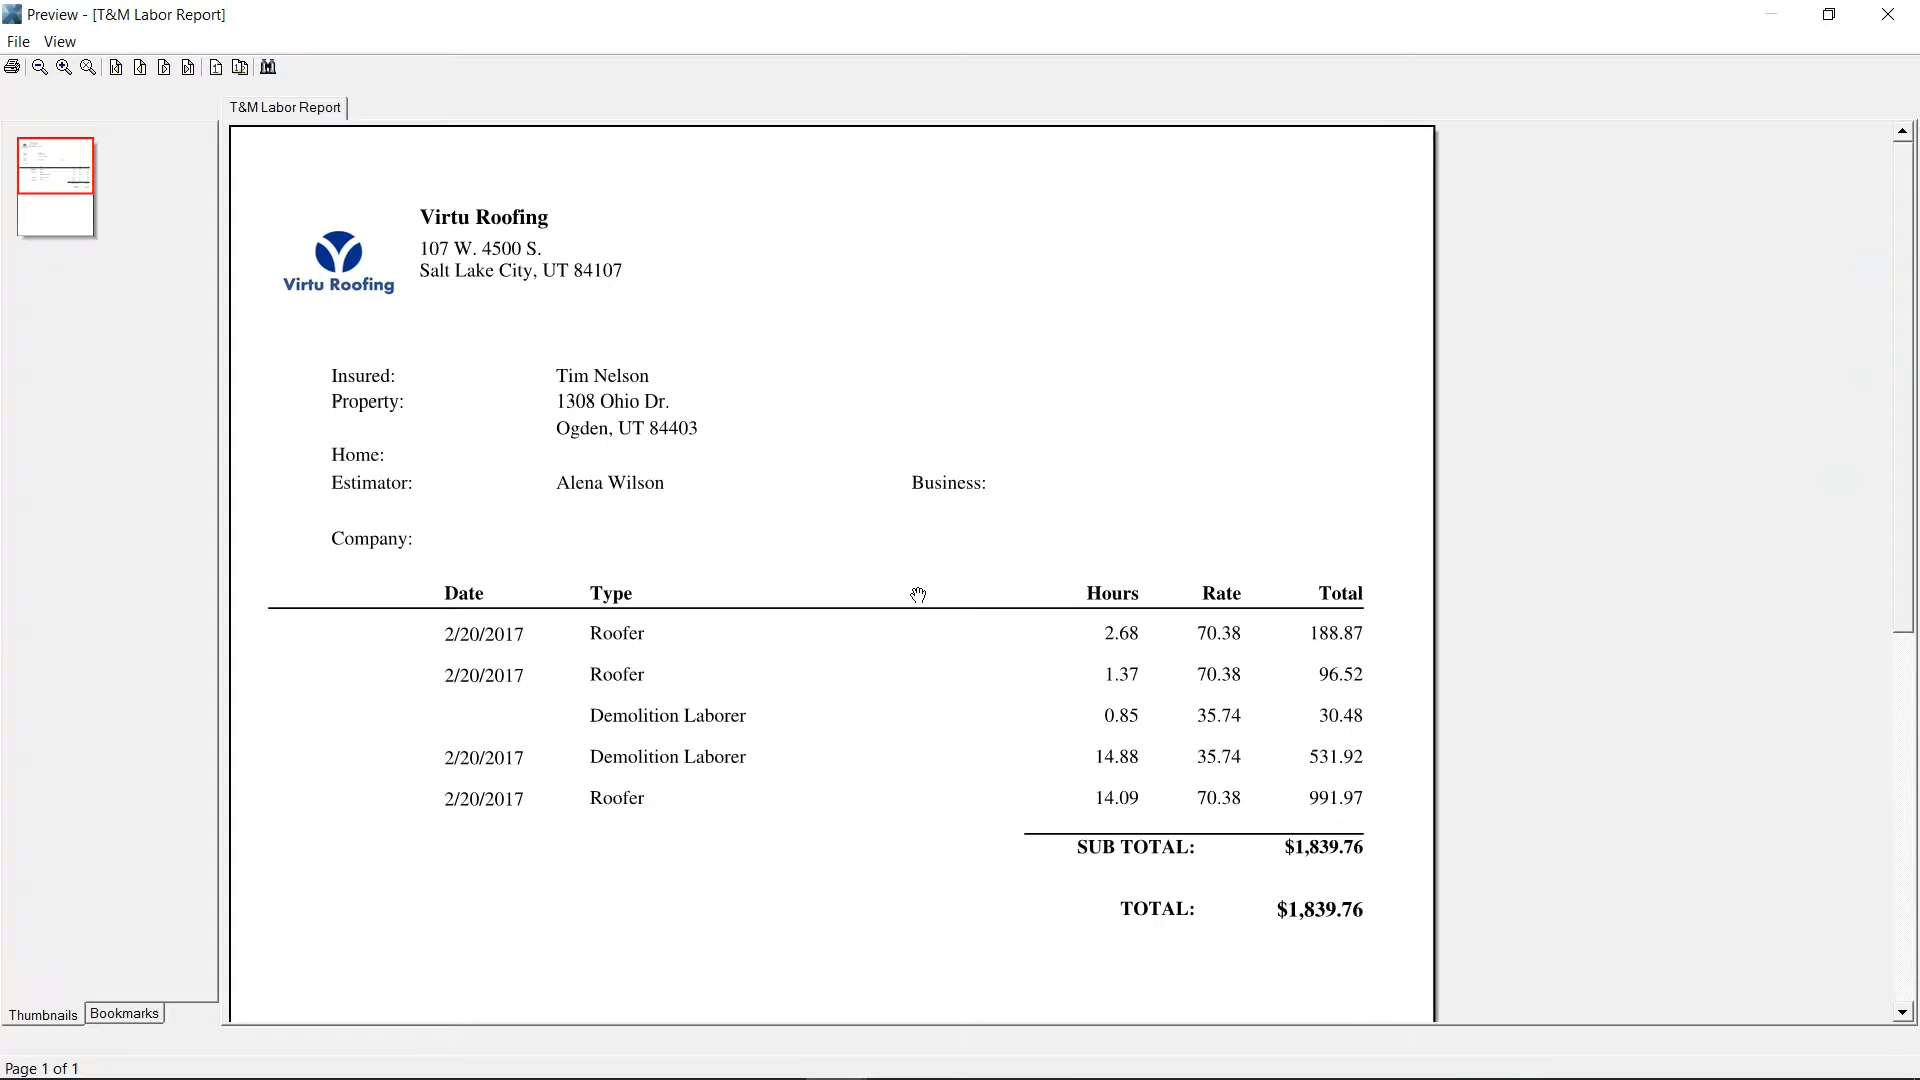 Preview - [T&M Labor Report]
File View
T&M Labor Report
Virtu Roofing
107 W. 4500 S.
Salt Lake City, UT 84107
Virtu Roofing
Insured: Tim Nelson
Property: 1308 Ohio Dr.
Ogden, UT 84403
Home:
Estimator: Alena Wilson Business:
Company:
Date Type Hours Rate Total
2/20/2017 Roofer 2.68 70.38 188.87
2/20/2017 Roofer 1.37 70.38 96.52
Demolition Laborer 0.85 35.74 30.48
2/20/2017 Demolition Laborer 14.88 35.74 531.92
2/20/2017 Roofer 14.09 70.38 991.97
SUB TOTAL: $1,839.76
TOTAL: $1,839.76
Thumbnails Bookmarks
Page 1 of 1